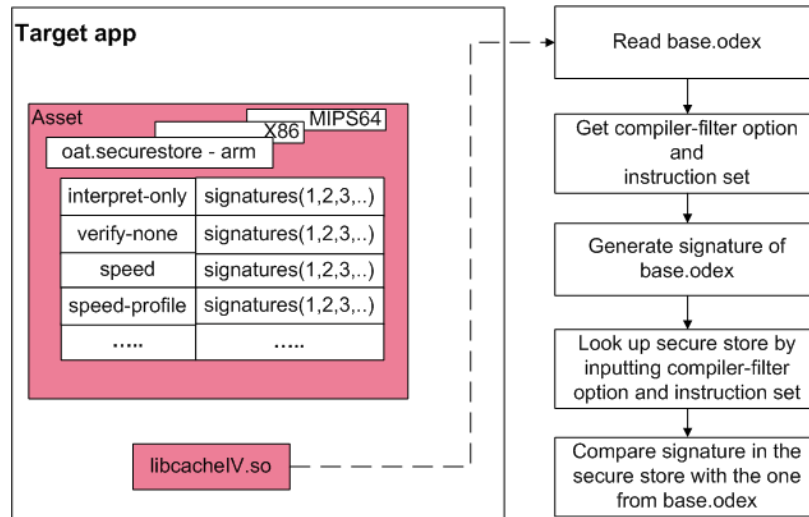 Target app
Asset
MIPS64
X86
oat.securestore - arm
interpret-only signatures(1,2,3,..)
verify-none signatures(1,2,3,..)
speed signatures(1,2,3,..)
speed-profile signatures(1,2,3,..)
..... .....
libcacheIV.so
Read base.odex
Get compiler-filter option
and
instruction set
Generate signature of
base.odex
Look up secure store by
inputting compiler-filter
option and instruction set
Compare signature in the
secure store with the one
from base.odex